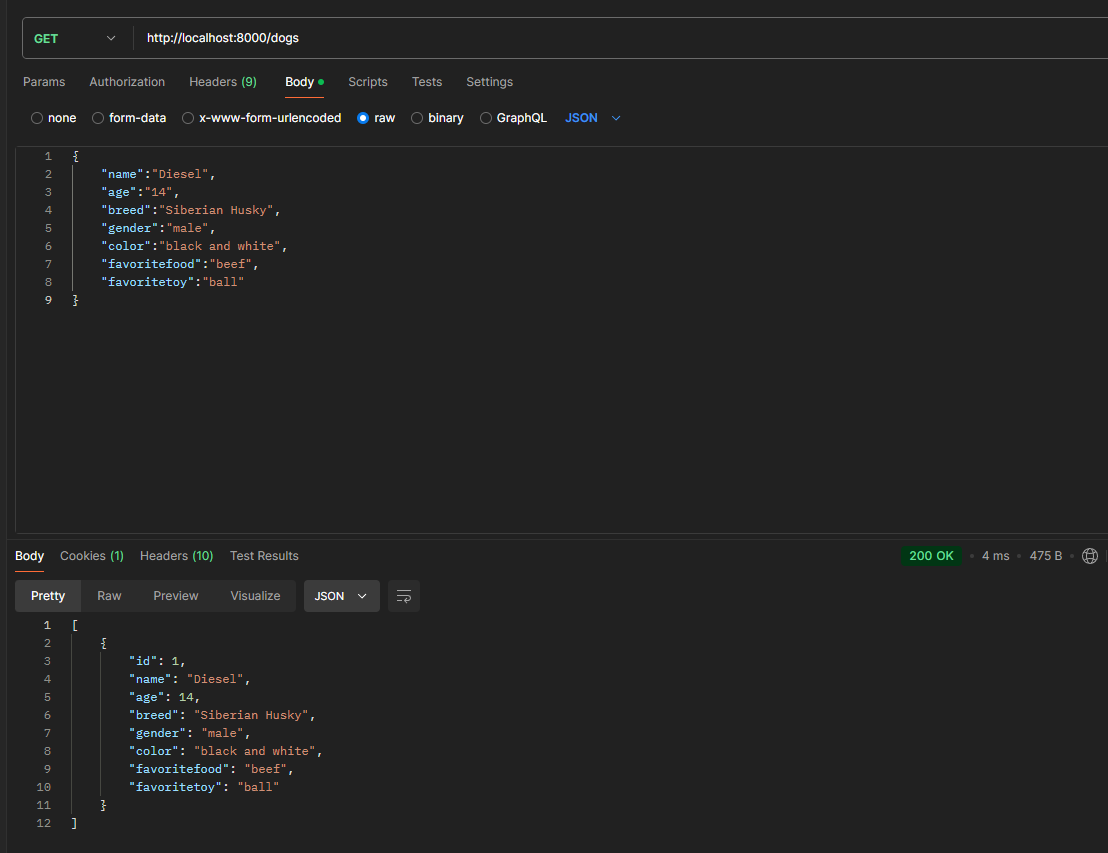 GET http://localhost:8000/dogs
Params Authorization Headers (9) Body Scripts Tests Settings
none form-data x-www-form-urlencoded raw binary GraphQL JSON
1 {
2 "name":"Diesel",
3 "age":"14",
4 "breed":"Siberian Husky",
5 "gender":"male",
6 "color":"black and white",
7 "favoritefood":"beef",
8 "favoritetoy":"ball"
9 }
Body Cookies (1) Headers (10) Test Results 200 OK • 4 ms • 475 B •
Pretty Raw Preview Visualize JSON
1 [
2 {
3 "id": 1,
4 "name": "Diesel",
5 "age": 14,
6 "breed": "Siberian Husky",
7 "gender": "male",
8 "color": "black and white",
9 "favoritefood": "beef",
10 "favoritetoy": "ball"
11 }
12 ]